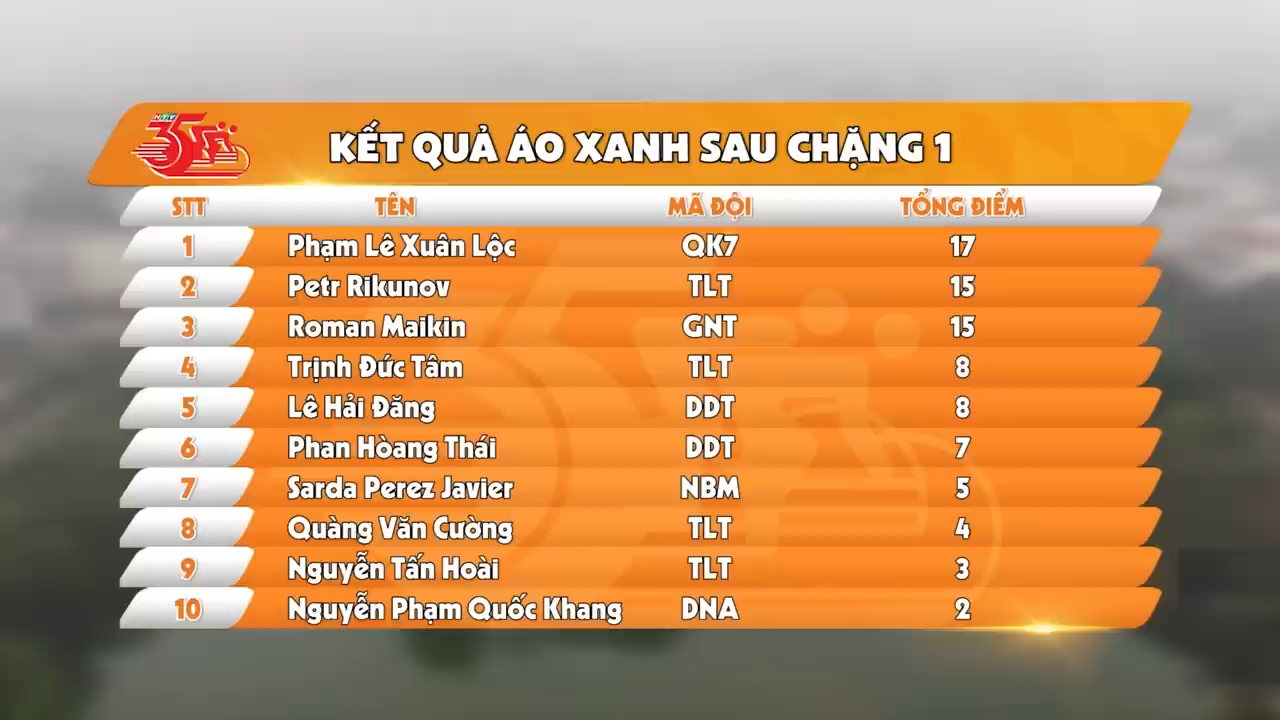 HTV
35
KẾT QUẢ ÁO XANH SAU CHẶNG 1
STT TÊN MÃ ĐỘI TỔNG ĐIỂM
1 Phạm Lê Xuân Lộc QK7 17
2 Petr Rikunov TLT 15
3 Roman Maikin GNT 15
4 Trịnh Đức Tâm TLT 8
5 Lê Hải Đăng DDT 8
6 Phan Hòang Thái DDT 7
7 Sarda Perez Javier NBM 5
8 Quàng Văn Cường TLT 4
9 Nguyễn Tấn Hoài TLT 3
10 Nguyễn Phạm Quốc Khang DNA 2